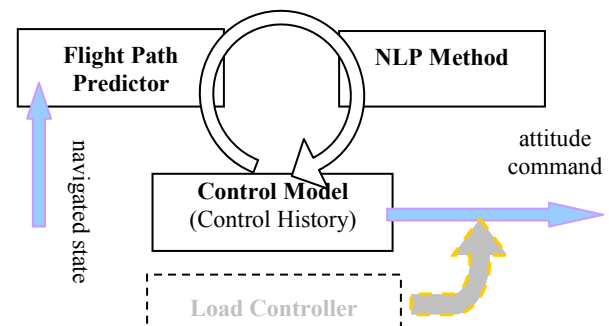 Flight Path
Predictor
NLP Method
attitude
command
navigated state
Control Model
(Control History)
Load Controller